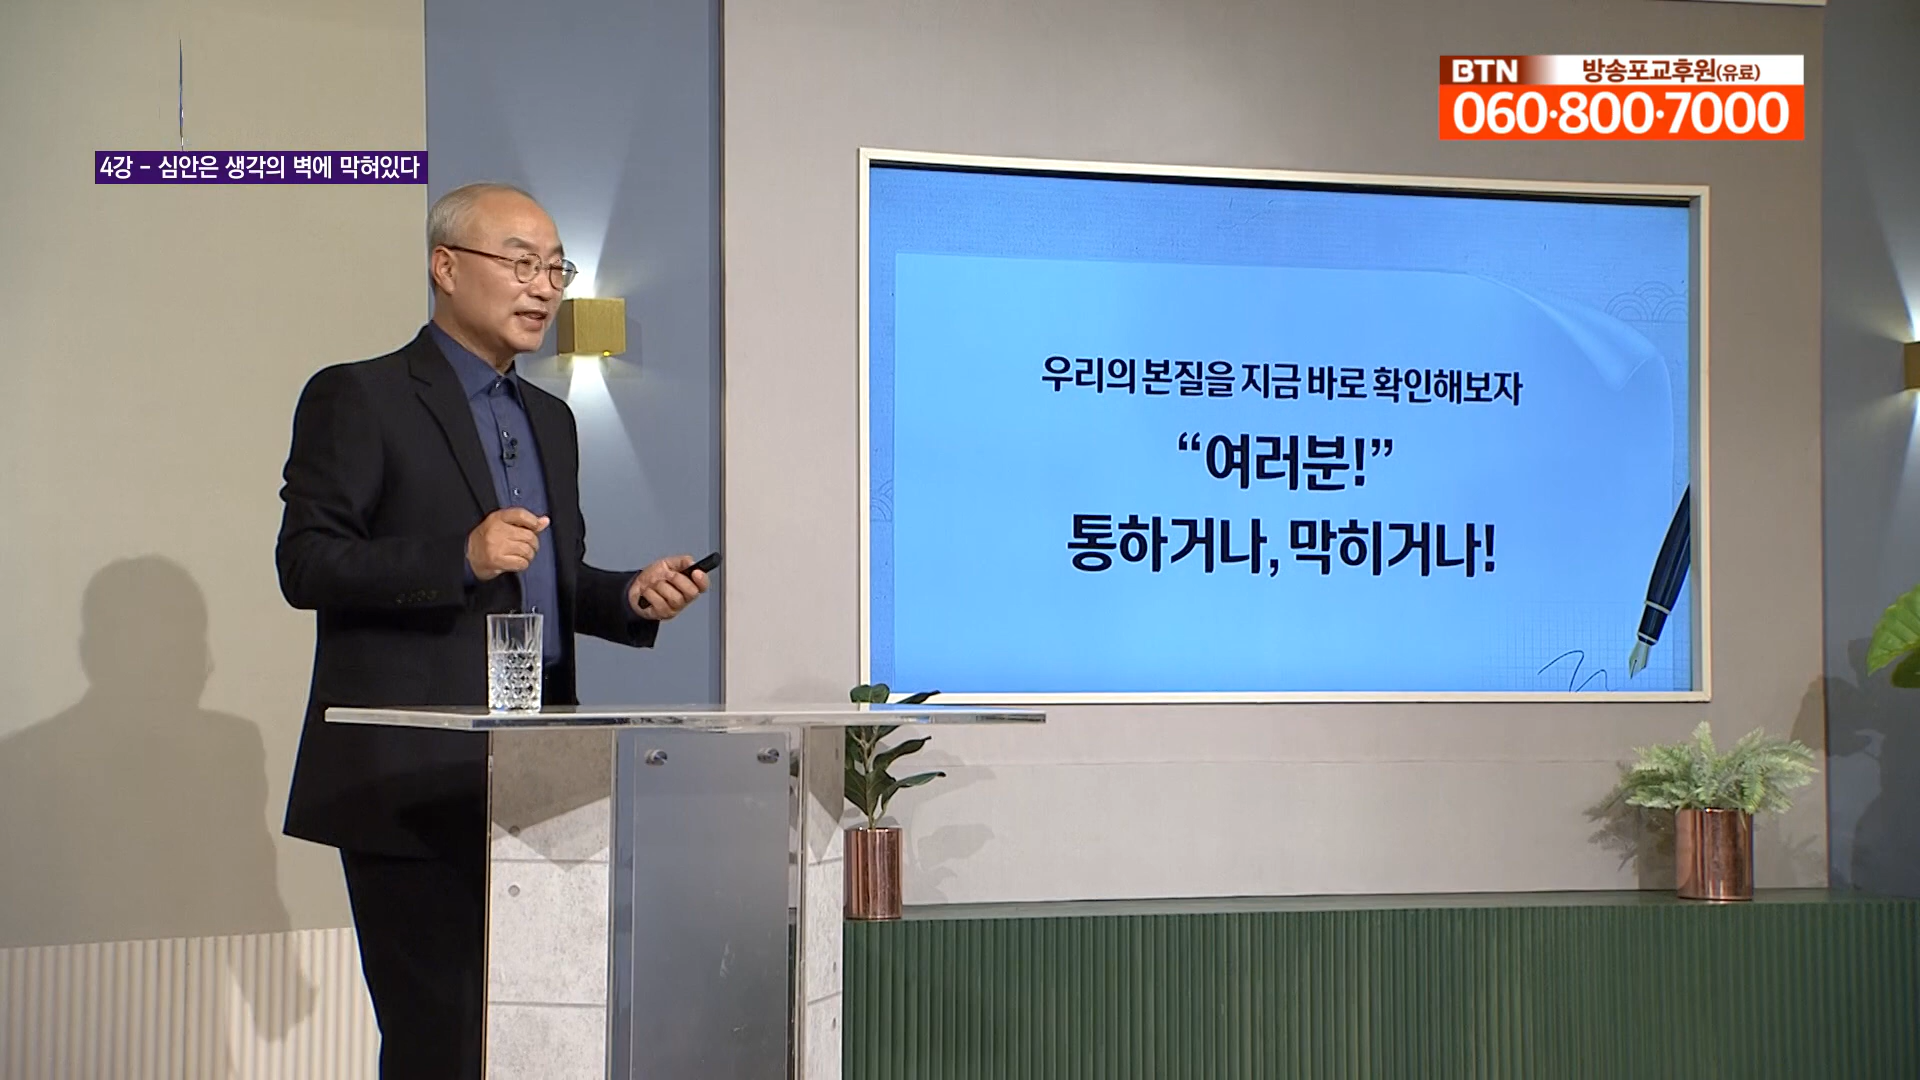 BTN 방송포교후원(유료)
060·800·7000
4강 - 심안은 생각의 벽에 막혀있다
우리의 본질을 지금 바로 확인해보자
“여러분!”
통하거나, 막히거나!